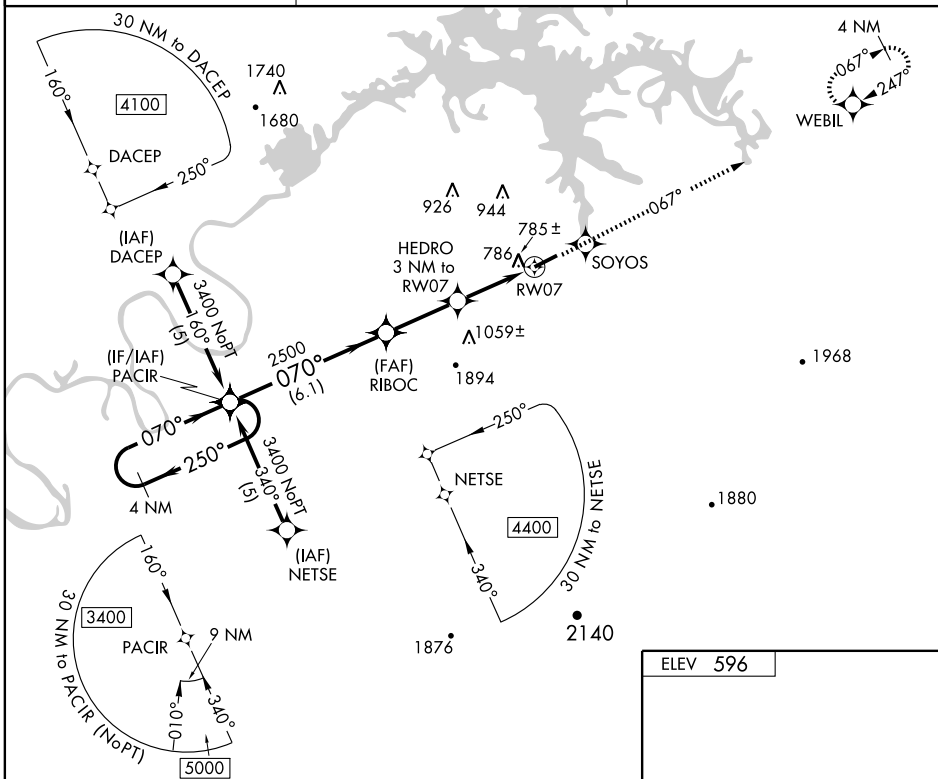 30 NM to DACEP
160°
4100
250°
DACEP
1740
1680
4 NM
067°
247°
WEBIL
926
944
785 ±
786
HEDRO
3 NM to
RW07
RW07
SOYOS
067°
(IAF)
DACEP
3400 NoPT
160°
(5)
(IF/IAF)
PACIR
2500
070°
(6.1)
(FAF)
RIBOC
1059 ±
1894
1968
070°
250°
4 NM
3400 NoPT
340°
(5)
(IAF)
NETSE
250°
NETSE
4400
340°
30 NM to NETSE
1880
2140
1876
160°
3400
PACIR
9 NM
010°
340°
30 NM to PACIR (NoPT)
5000
ELEV 596